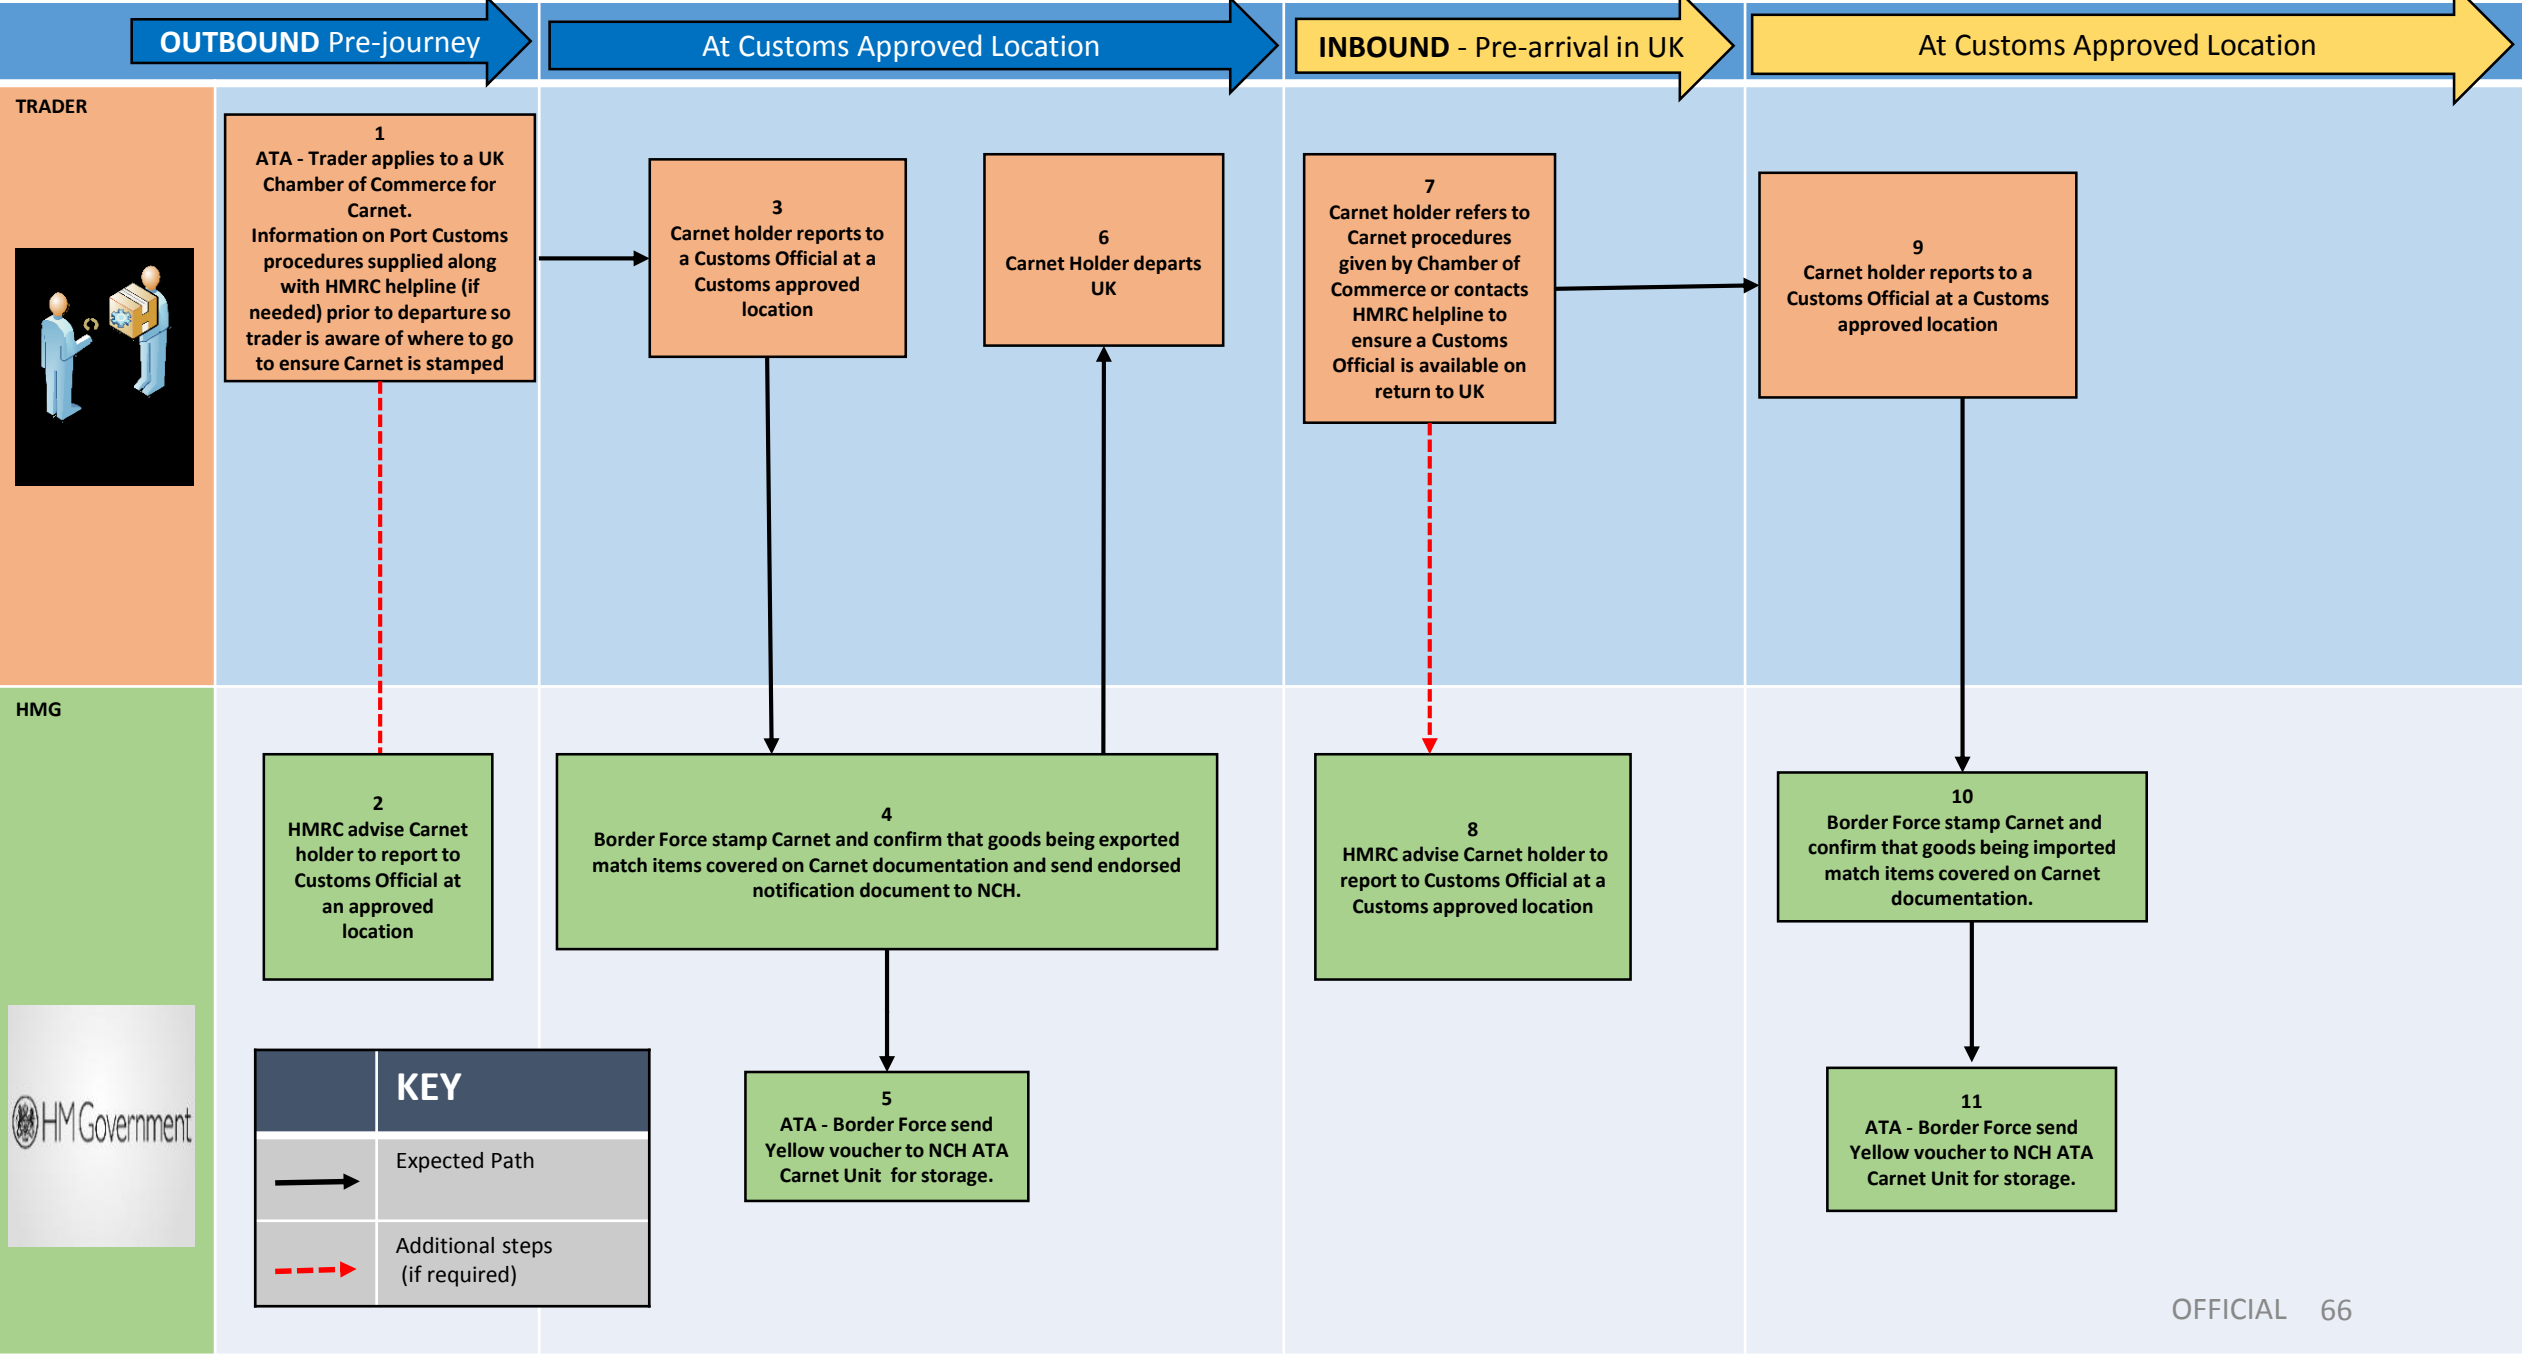 OUTBOUND Pre-journey
At Customs Approved Location
INBOUND - Pre-arrival in UK
At Customs Approved Location
TRADER
1
ATA - Trader applies to a UK
Chamber of Commerce for
Carnet.
Information on Port Customs
procedures supplied along
with HMRC helpline (if
needed) prior to departure so
trader is aware of where to go
to ensure Carnet is stamped
3
Carnet holder reports to
a Customs Official at a
Customs approved
location
6
Carnet Holder departs
UK
7
Carnet holder refers to
Carnet procedures
given by Chamber of
Commerce or contacts
HMRC helpline to
ensure a Customs
Official is available on
return to UK
9
Carnet holder reports to a
Customs Official at a Customs
approved location
HMG
2
HMRC advise Carnet
holder to report to
Customs Official at
an approved
location
4
Border Force stamp Carnet and confirm that goods being exported
match items covered on Carnet documentation and send endorsed
notification document to NCH.
8
HMRC advise Carnet holder to
report to Customs Official at a
Customs approved location
10
Border Force stamp Carnet and
confirm that goods being imported
match items covered on Carnet
documentation.
5
ATA - Border Force send
Yellow voucher to NCH ATA
Carnet Unit for storage.
11
ATA - Border Force send
Yellow voucher to NCH ATA
Carnet Unit for storage.
HM Government
KEY
Expected Path
Additional steps
(if required)
OFFICIAL 66